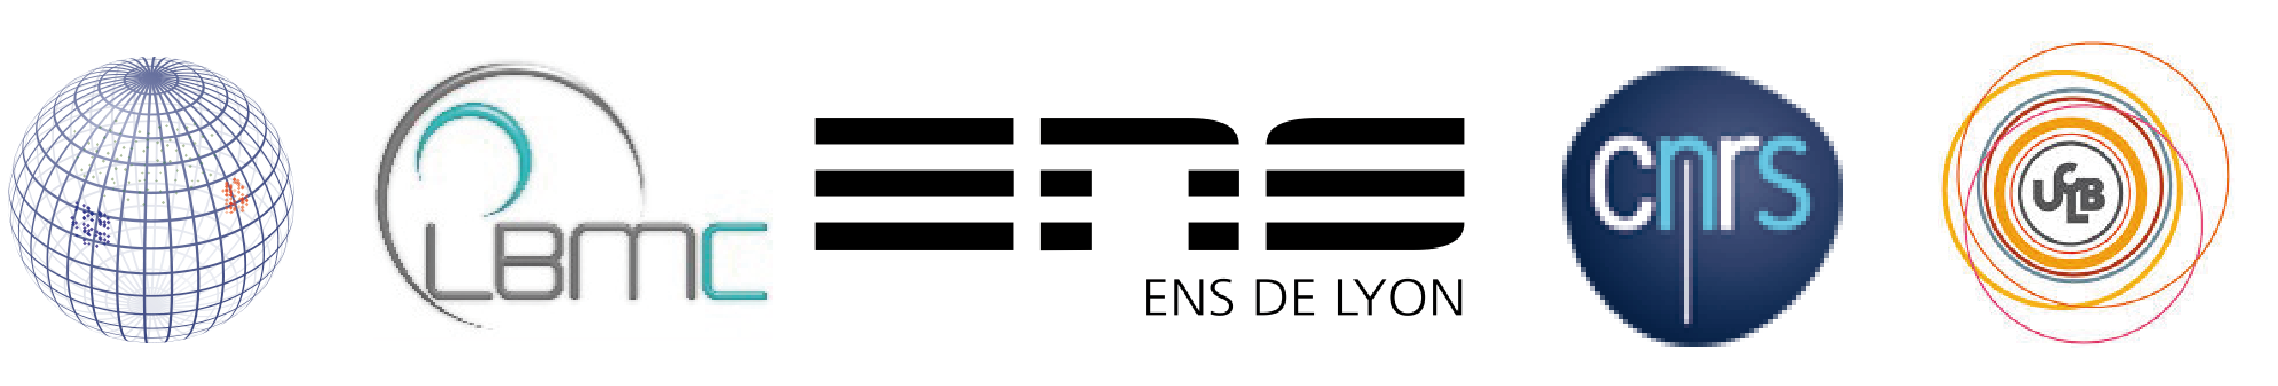 LBMC
ens
ENS DE LYON
cnrs
UCLB